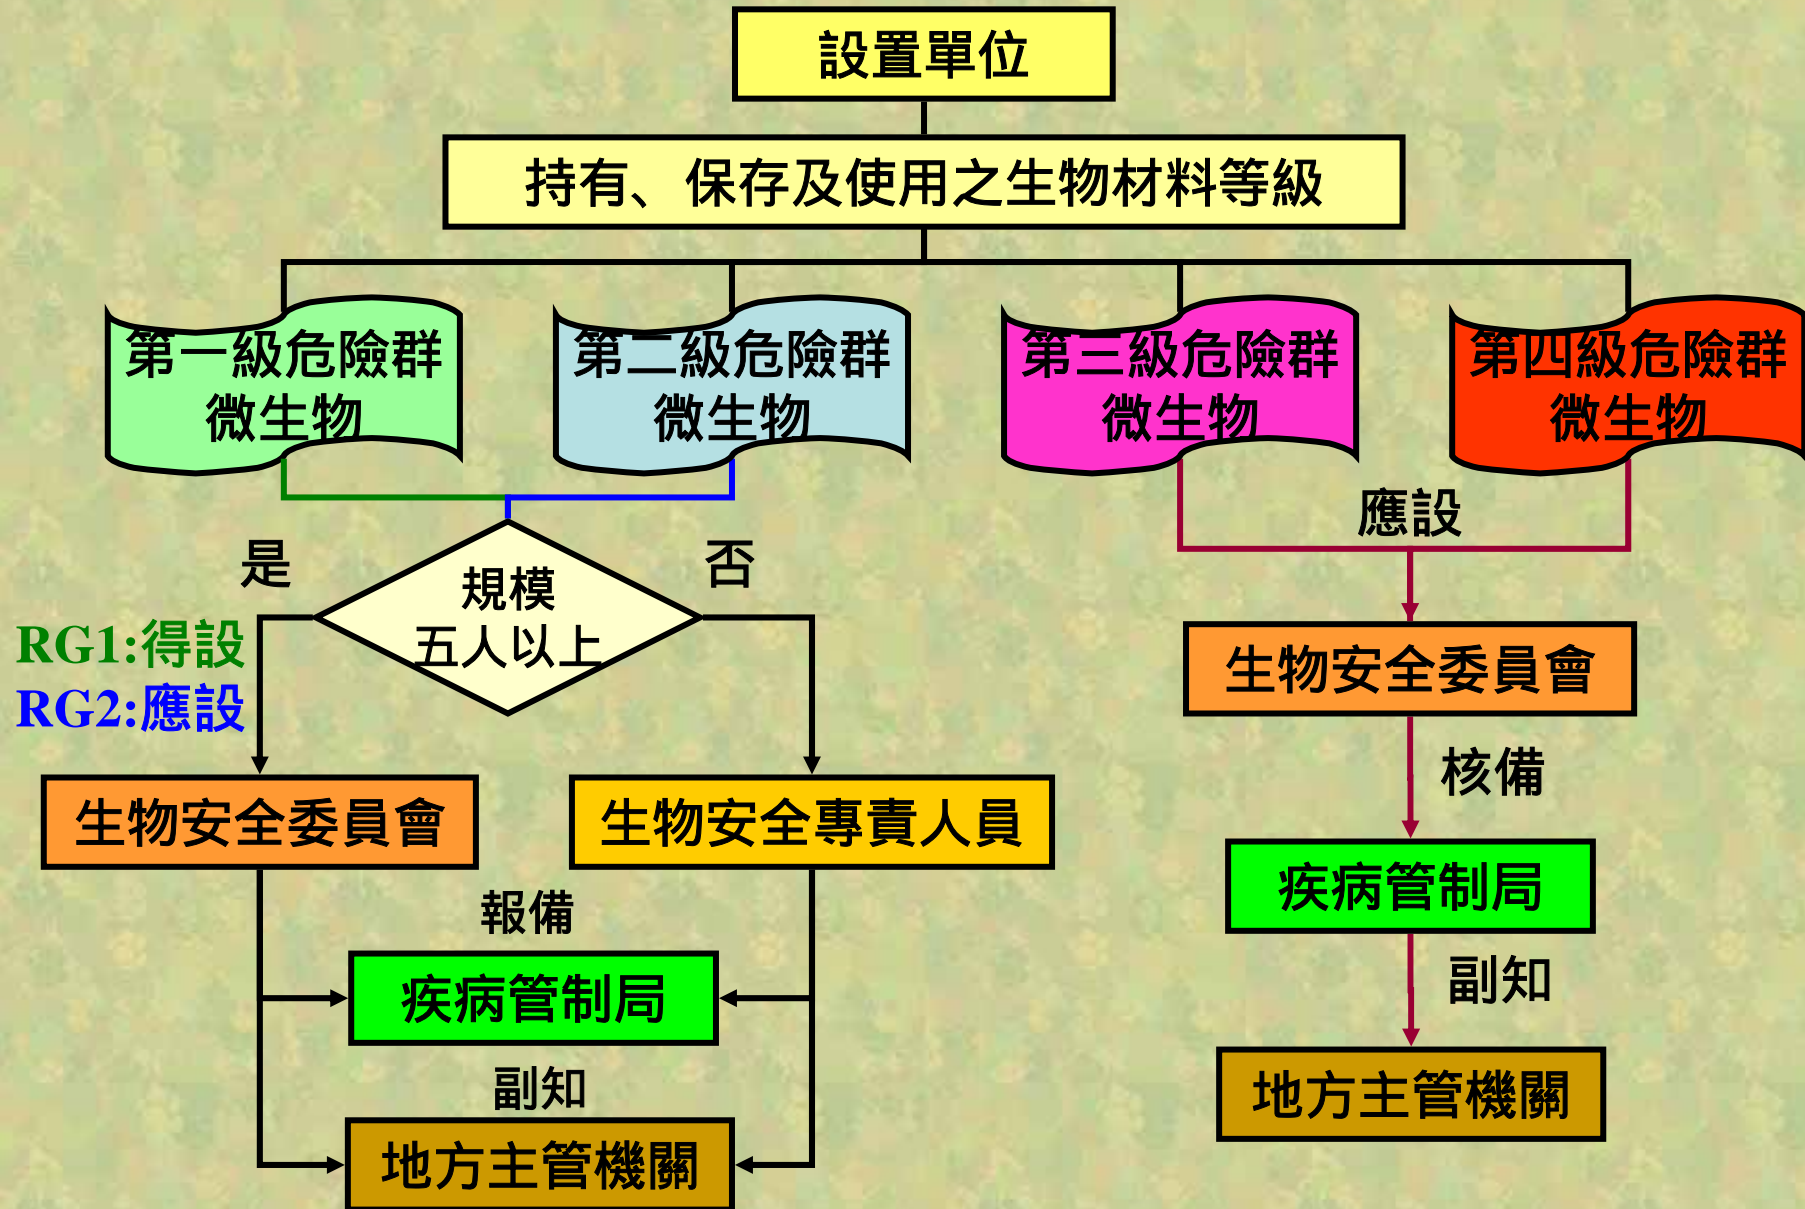 設置單位
持有、保存及使用之生物材料等級
第一級危險群
微生物
第二級危險群
微生物
第三級危險群
微生物
第四級危險群
微生物
應設
是
否
規模
五人以上
RG1:得設
RG2:應設
生物安全委員會
生物安全專責人員
報備
疾病管制局
副知
地方主管機關
生物安全委員會
核備
疾病管制局
副知
地方主管機關